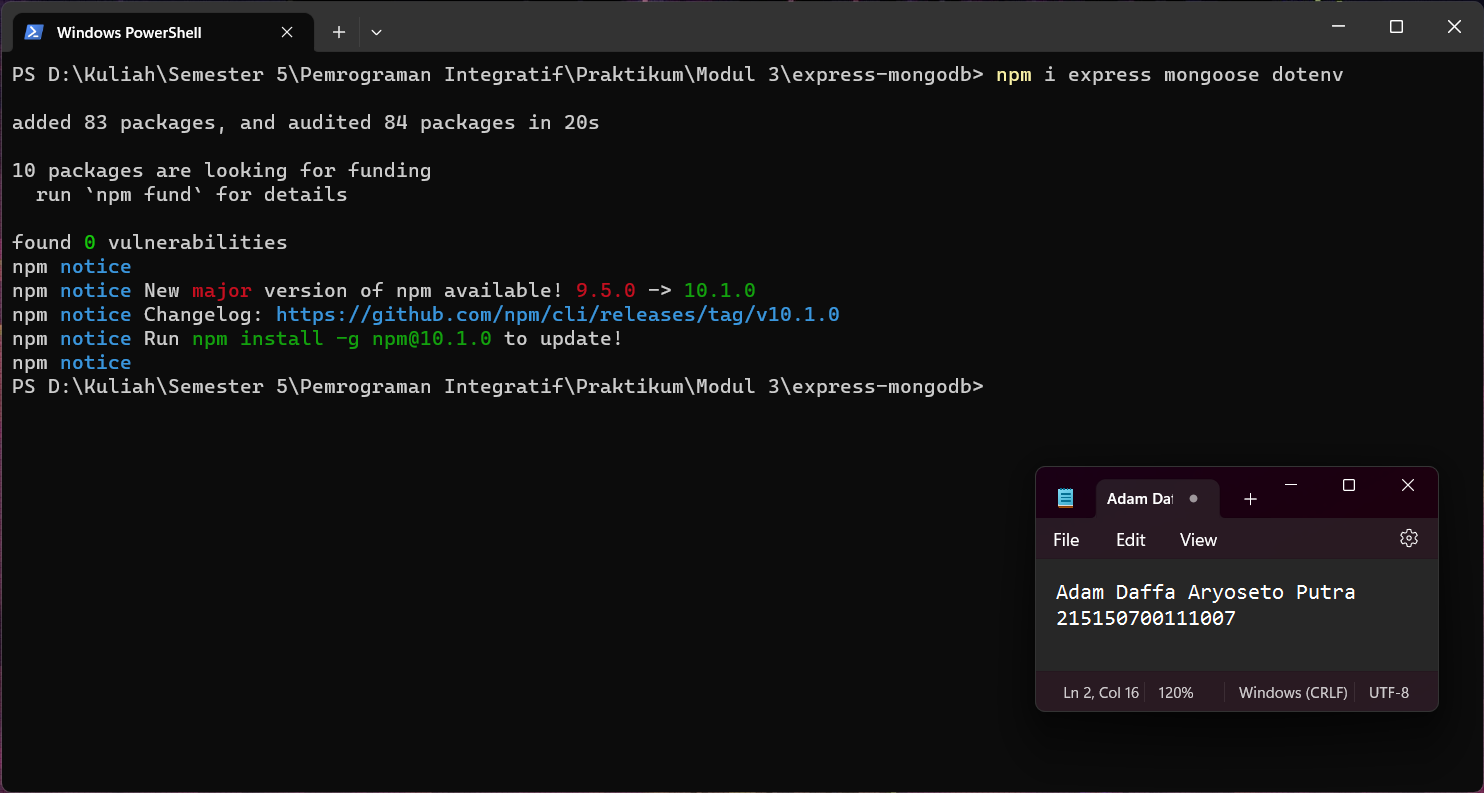 Windows PowerShell
PS D:\Kuliah\Semester 5\Pemrograman Integratif\Praktikum\Modul 3\express-mongodb> npm i express mongoose dotenv
added 83 packages, and audited 84 packages in 20s
10 packages are looking for funding
  run `npm fund` for details
found 0 vulnerabilities
npm notice
npm notice New major version of npm available! 9.5.0 -> 10.1.0
npm notice Changelog: https://github.com/npm/cli/releases/tag/v10.1.0
npm notice Run npm install -g npm@10.1.0 to update!
npm notice
PS D:\Kuliah\Semester 5\Pemrograman Integratif\Praktikum\Modul 3\express-mongodb>
Adam Da
File Edit View
Adam Daffa Aryoseto Putra
215150700111007
Ln 2, Col 16 120% Windows (CRLF) UTF-8